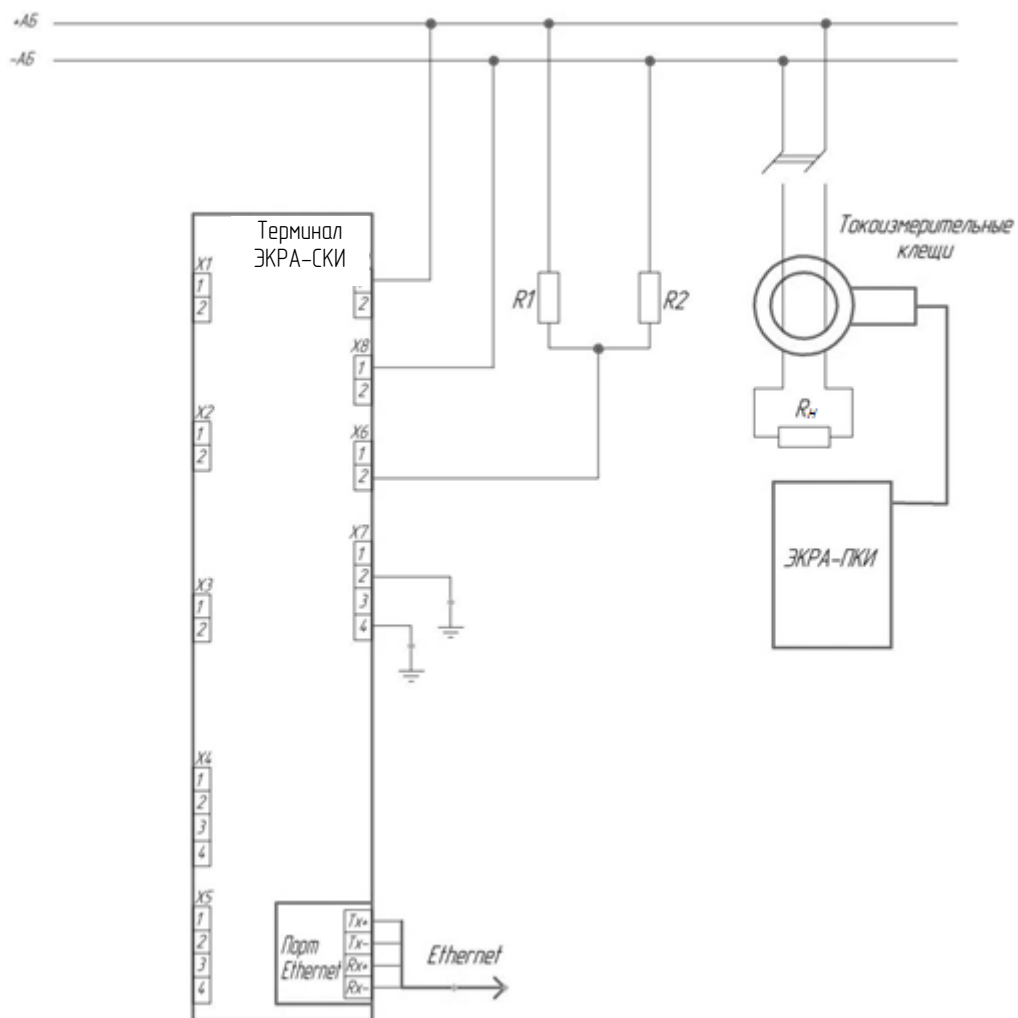 +АБ
-АБ
Терминал
ЭКРА-СКИ
X1
1
2
X2
1
2
X3
1
2
X4
1
2
3
4
X5
1
2
3
4
2
X8
1
2
X6
1
2
X7
1
2
3
4
Порт
Ethernet
Tx+
Tx-
Rx+
Rx-
Ethernet
R1
R2
Токоизмерительные
клещи
Rн
ЭКРА-ПКИ